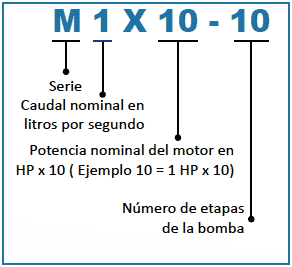 M 1 X 10 - 10
Serie
Caudal nominal en
litros por segundo
Potencia nominal del motor en
HP x 10 ( Ejemplo 10 = 1 HP x 10)
Número de etapas
de la bomba